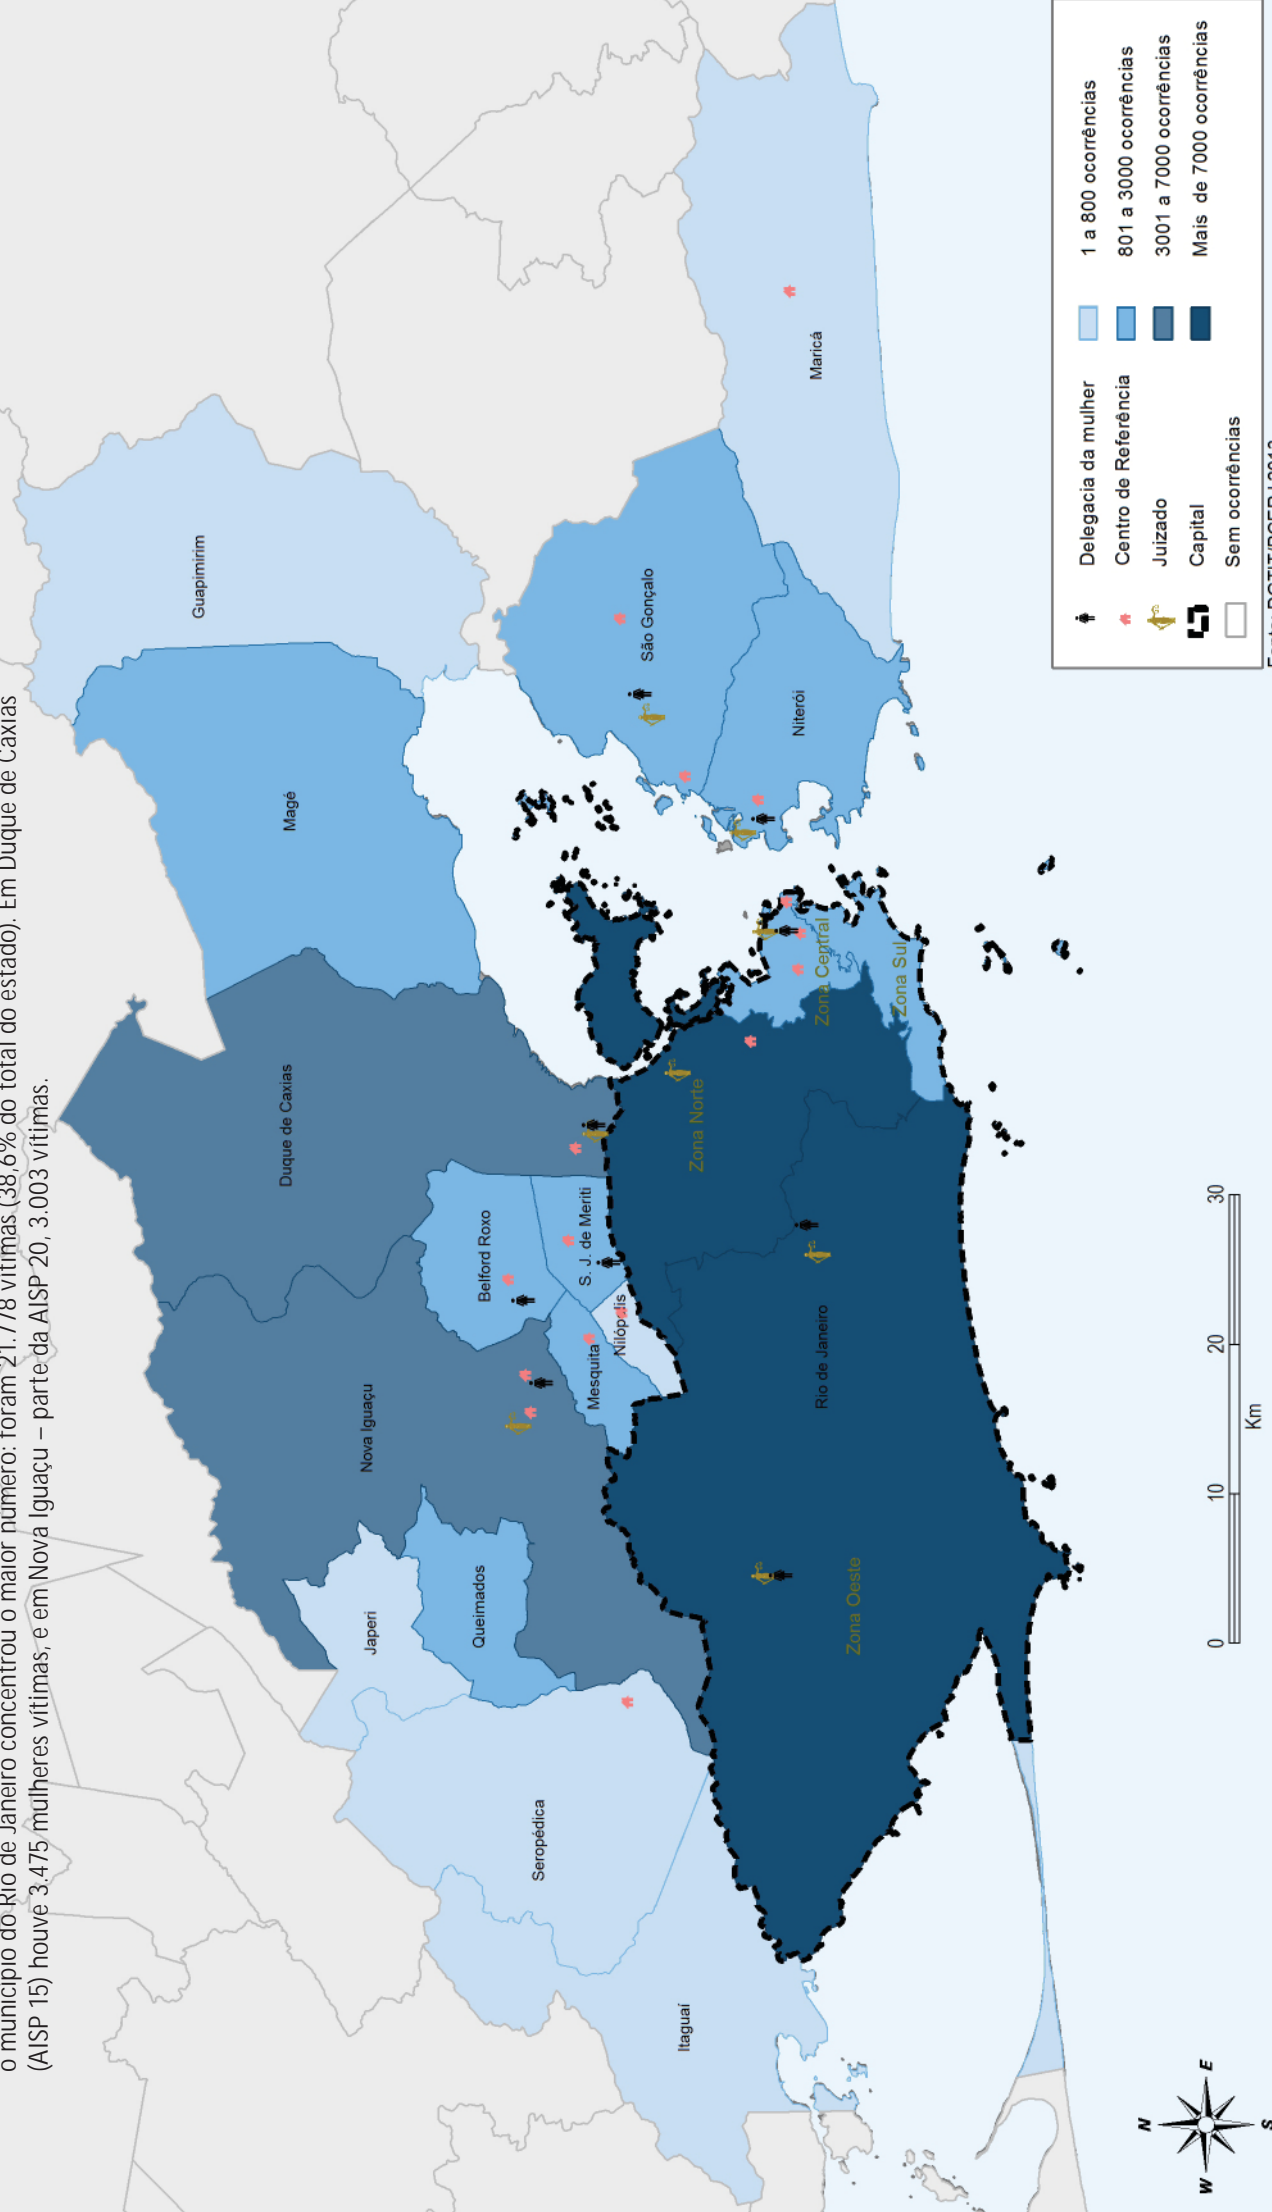 o município do Rio de Janeiro concentrou o maior número: foram 21.778 vítimas (38,6% do total do estado). Em Duque de Caxias
(AISP 15) houve 3.475 mulheres vítimas, e em Nova Iguaçu – parte da AISP 20, 3.003 vítimas.
Guapimirim
Magé
Duque de Caxias
Nova Iguaçu
Japeri
Queimados
Belford Roxo
S. J. de Meriti
Mesquita
Nilópolis
Seropédica
Itaguaí
São Gonçalo
Niterói
Maricá
Zona Norte
Zona Central
Zona Sul
Rio de Janeiro
Zona Oeste
Delegacia da mulher
Centro de Referência
Juizado
Capital
Sem ocorrências
1 a 800 ocorrências
801 a 3000 ocorrências
3001 a 7000 ocorrências
Mais de 7000 ocorrências
0 10 20 30
Km
N
W E
S